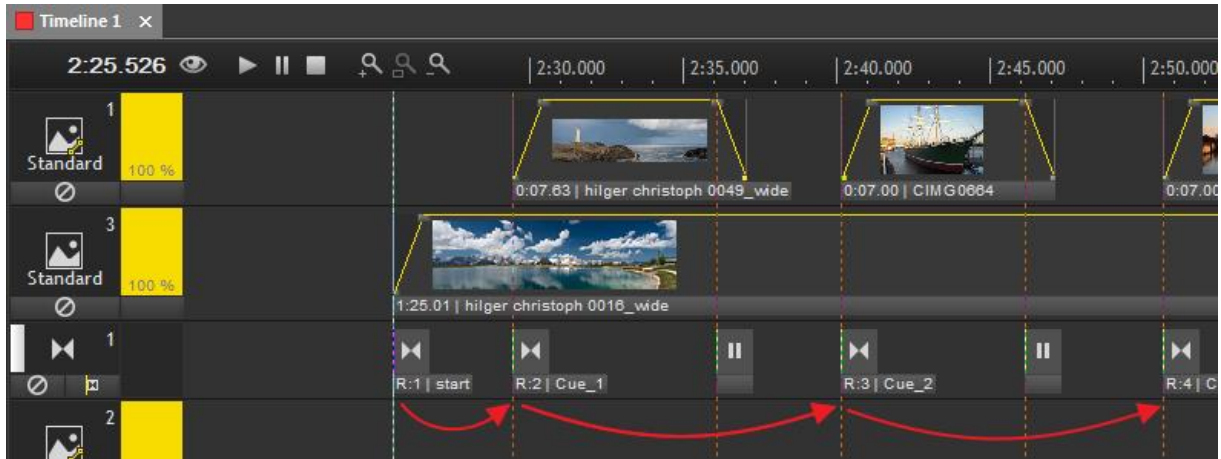 Timeline 1
2:25.526 2:30.000 2:35.000 2:40.000 2:45.000 2:50.000
1
Standard
100 %
0:07.63 | hilger christoph 0049_wide 0:07.00 | CIMG0664 0:07.00
3
Standard
100 %
1:25.01 | hilger christoph 0016_wide
1
R:1 | start R:2 | Cue_1 R:3 | Cue_2 R:4 | C
2